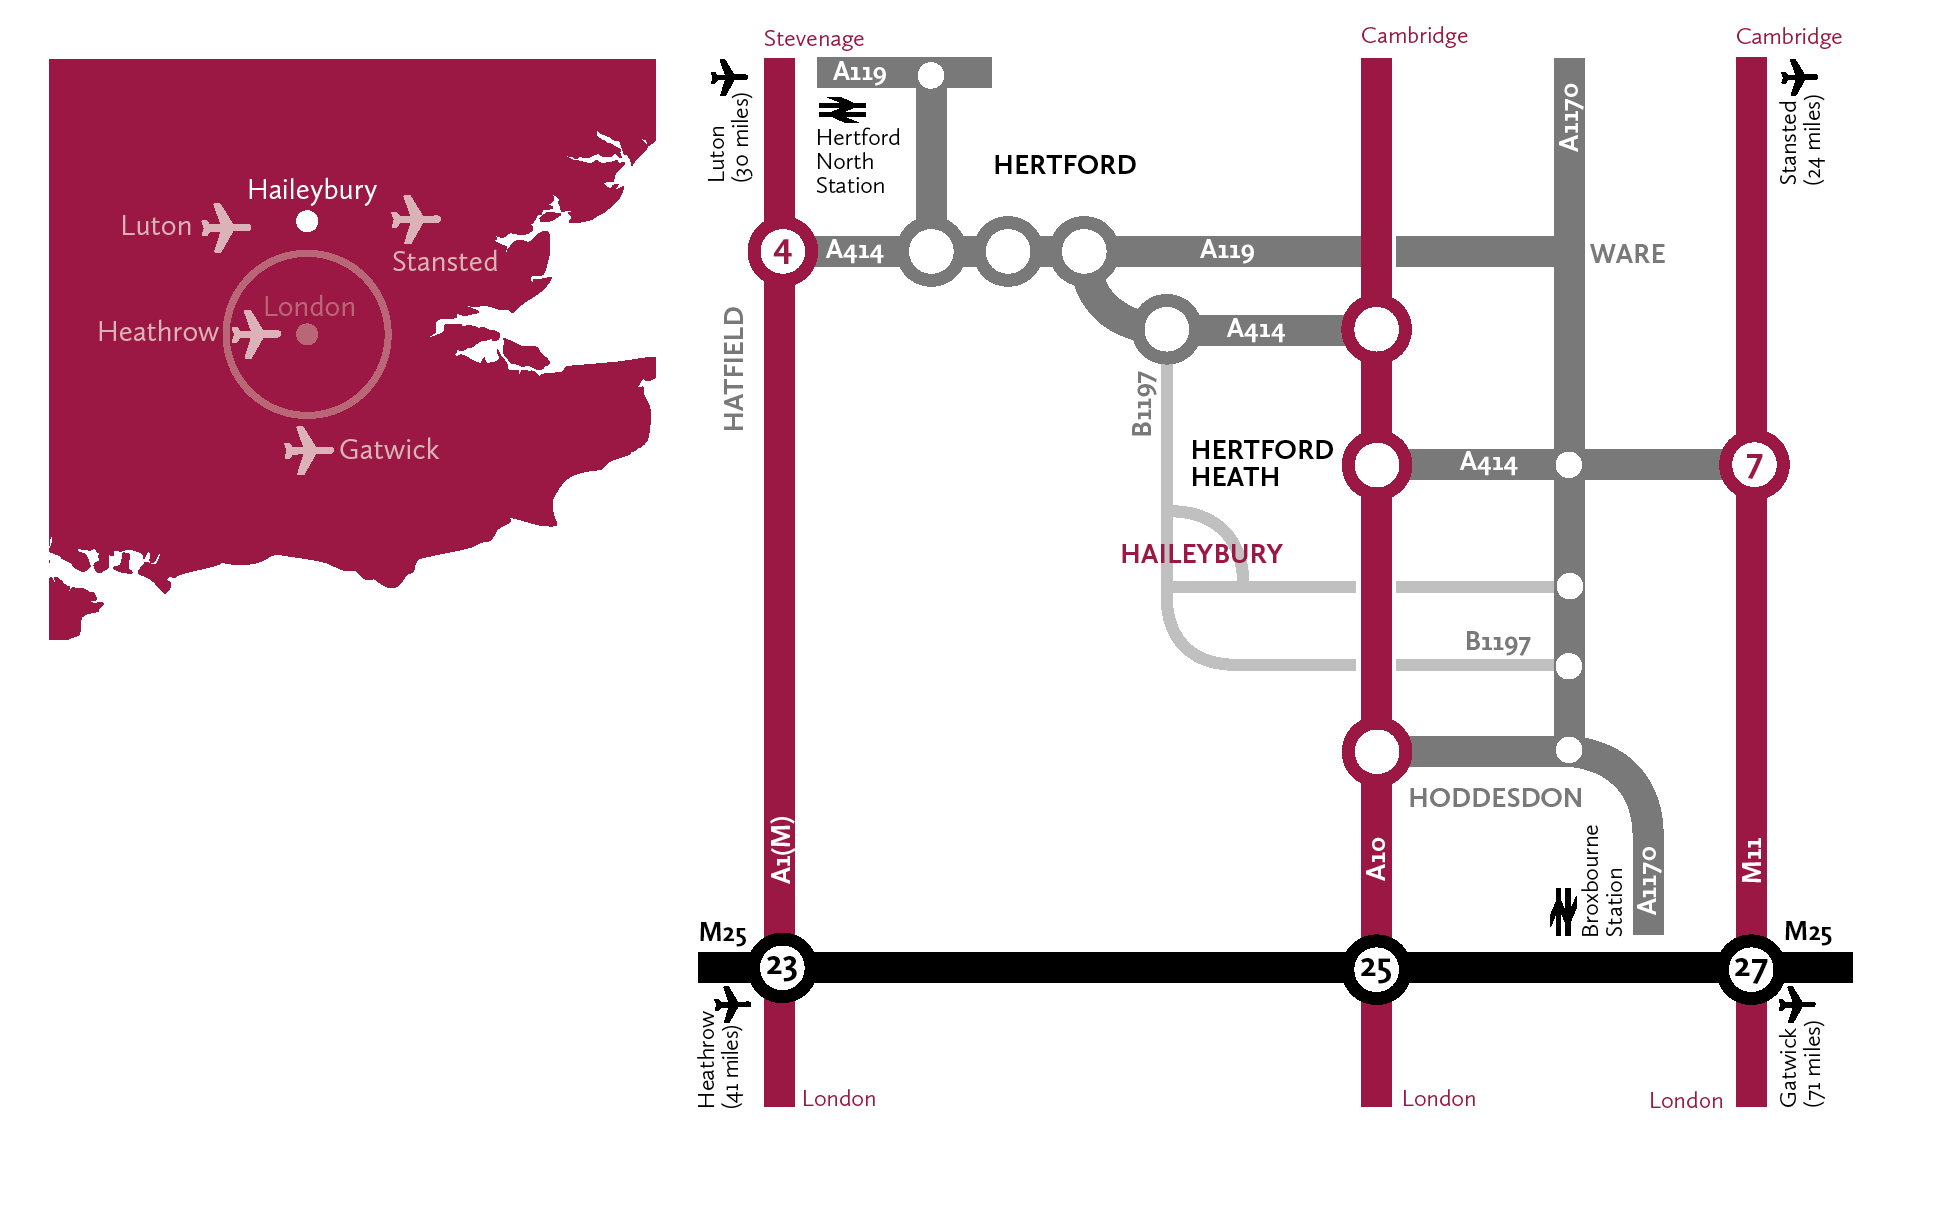 Haileybury
Luton
Stansted
London
Heathrow
Gatwick
Stevenage
Cambridge
Cambridge
Luton
(30 miles)
A119
Hertford
North
Station
HERTFORD
A1170
Stansted
(24 miles)
4
A414
A119
WARE
HATFIELD
A414
B1197
HERTFORD
HEATH
A414
7
HAILEYBURY
B1197
HODDESDON
A1(M)
A10
Broxbourne
Station
A1170
M11
M25
M25
23
25
27
Heathrow
(41 miles)
Gatwick
(71 miles)
London
London
London